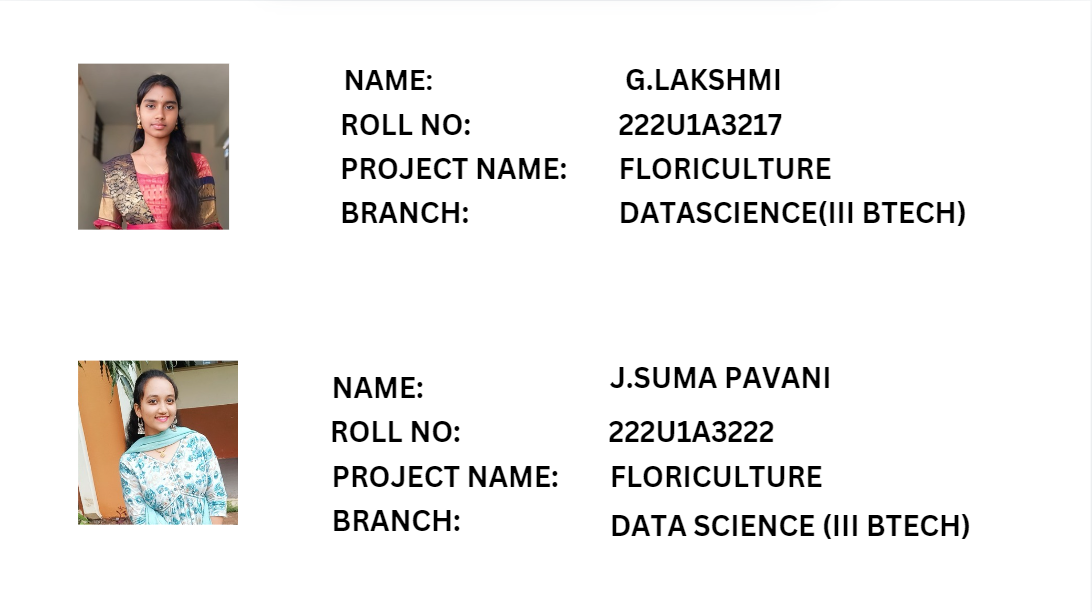 NAME: G.LAKSHMI
ROLL NO: 222U1A3217
PROJECT NAME: FLORICULTURE
BRANCH: DATASCIENCE(III BTECH)
NAME: J.SUMA PAVANI
ROLL NO: 222U1A3222
PROJECT NAME: FLORICULTURE
BRANCH: DATA SCIENCE (III BTECH)